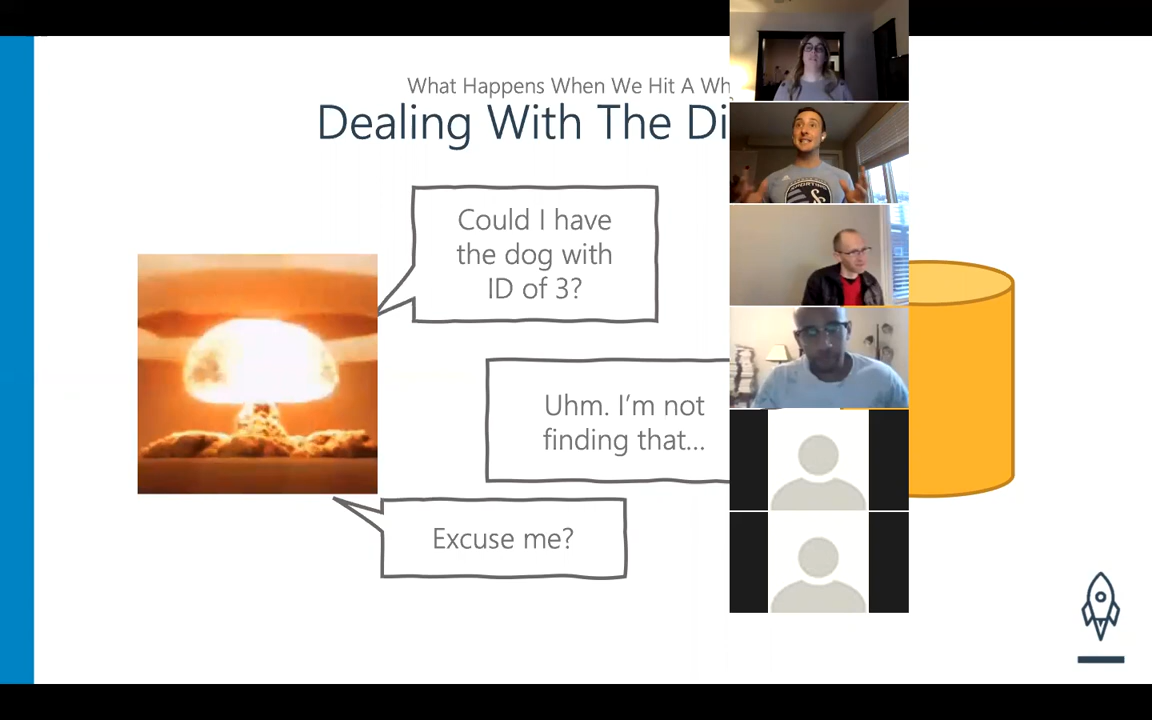 What Happens When We Hit A Wh
Dealing With The Di
Could I have
the dog with
ID of 3?
Uhm. I'm not
finding that...
Excuse me?